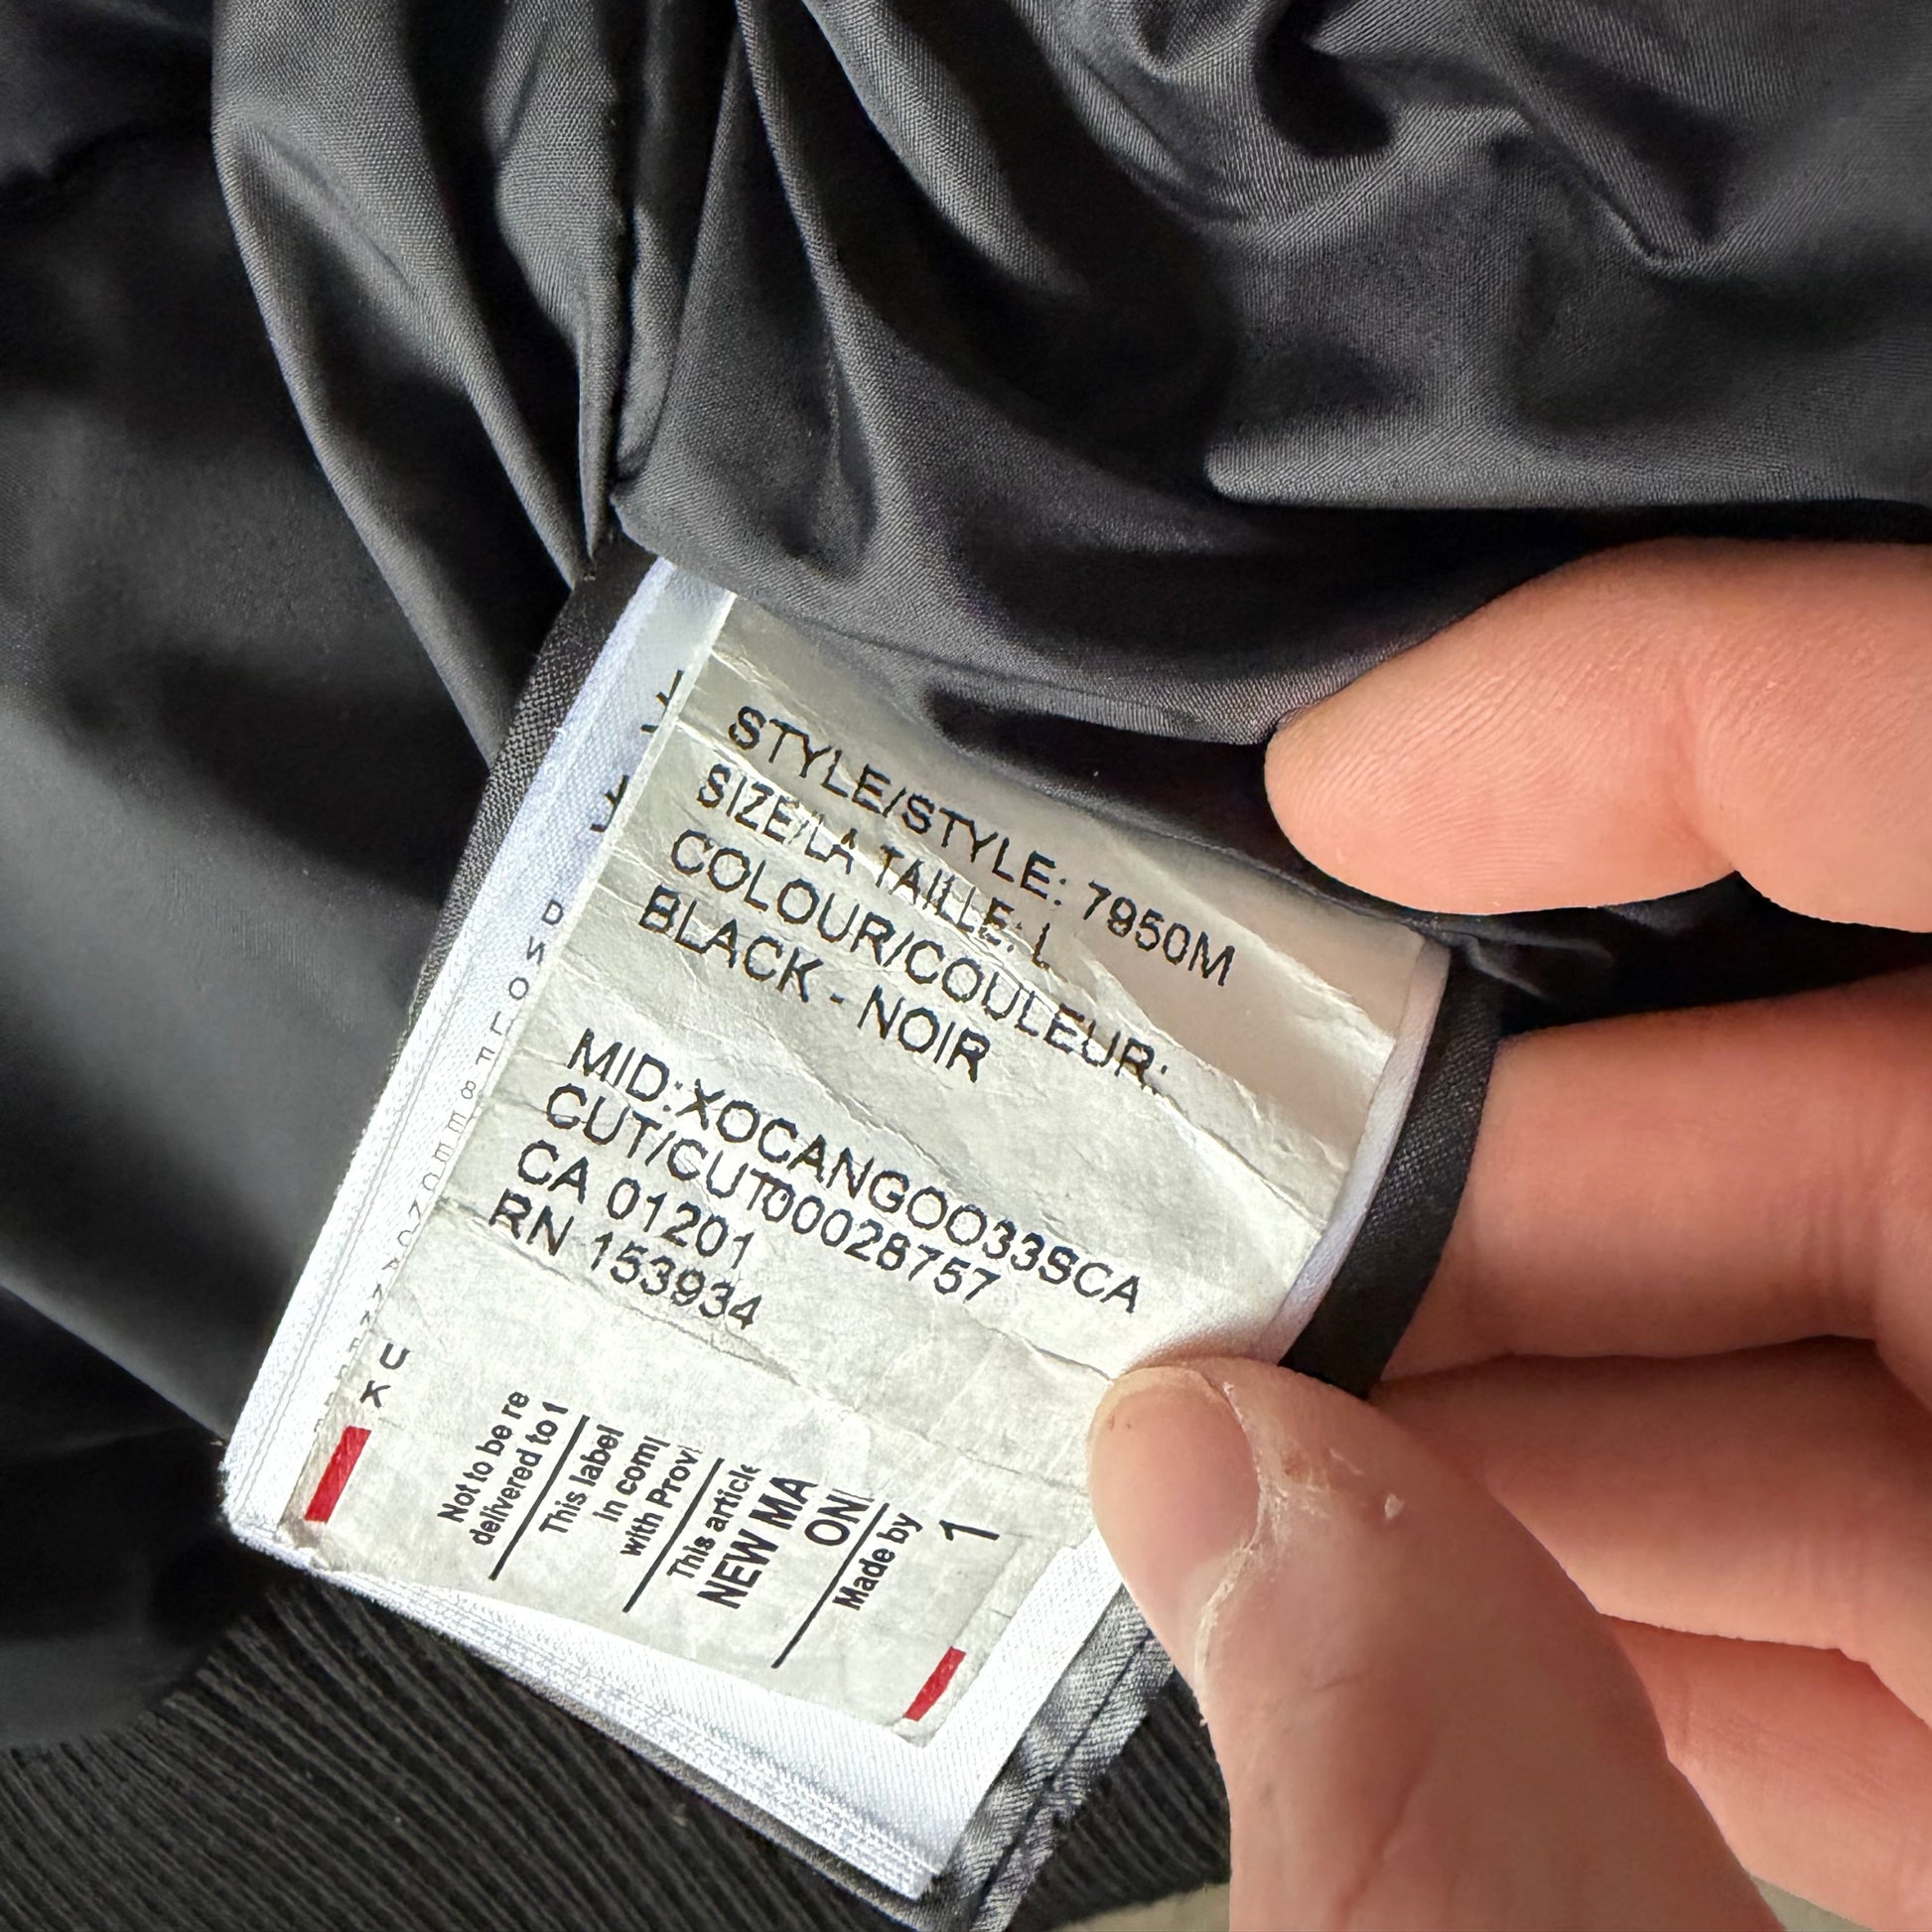 STYLE/STYLE: 7950M
SIZE/LA TAILLE: L
COLOUR/COULEUR:
BLACK - NOIR
MID:XOCANGOO33SCA
CUT/CUT00028757
CA 01201
RN 153934
UK
Not to be re
delivered to
This label
in com
with Prov
This article
NEW MA
ON
Made by
1